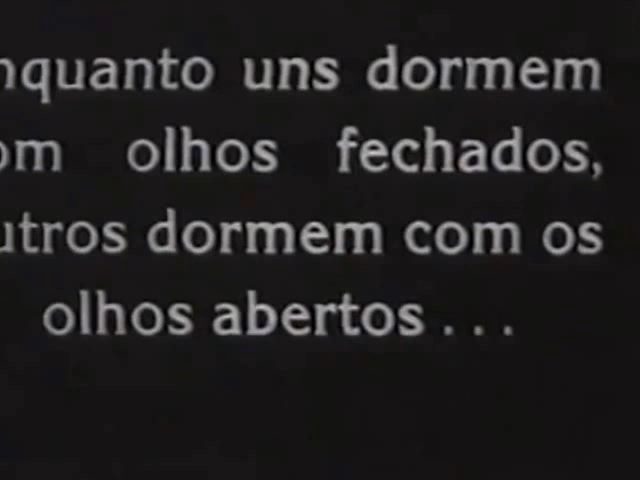 nquanto uns dormem
om olhos fechados,
utros dormem com os
olhos abertos . . .